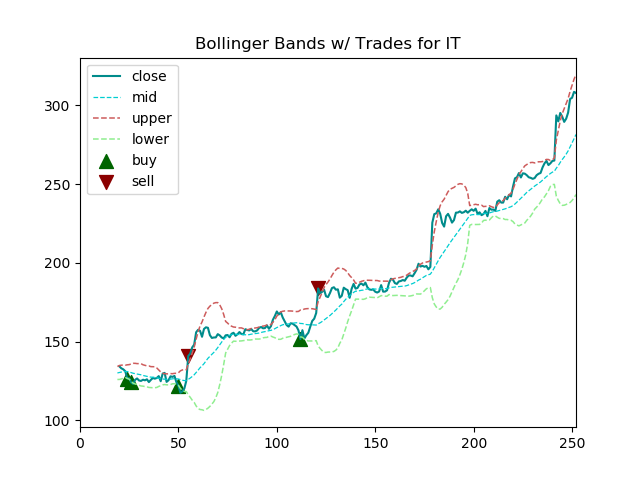 Bollinger Bands w/ Trades for IT
close
mid
upper
lower
buy
sell
300
250
200
150
100
0 50 100 150 200 250